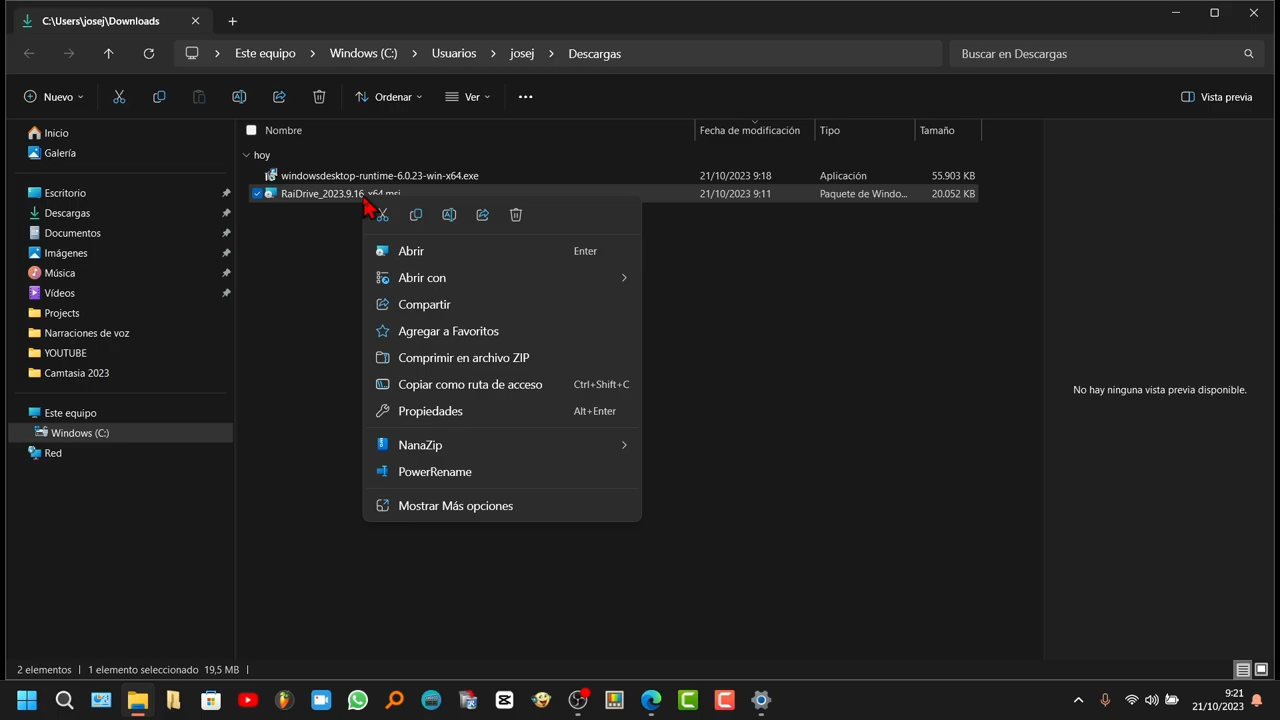 C:\Users\josej\Downloads
Este equipo > Windows (C:) > Usuarios > josej > Descargas
Buscar en Descargas
Nuevo
Ordenar
Ver
Vista previa
Inicio
Galería
Escritorio
Descargas
Documentos
Imágenes
Música
Vídeos
Projects
Narraciones de voz
YOUTUBE
Camtasia 2023
Este equipo
Windows (C:)
Red
Nombre Fecha de modificación Tipo Tamaño
hoy
windowsdesktop-runtime-6.0.23-win-x64.exe 21/10/2023 9:18 Aplicación 55.903 KB
RaiDrive_2023.9.16_x64.msi 21/10/2023 9:11 Paquete de Windo... 20.052 KB
Abrir Enter
Abrir con
Compartir
Agregar a Favoritos
Comprimir en archivo ZIP
Copiar como ruta de acceso Ctrl+Shift+C
Propiedades Alt+Enter
NanaZip
PowerRename
Mostrar Más opciones
No hay ninguna vista previa disponible.
2 elementos | 1 elemento seleccionado 19,5 MB |
9:21
21/10/2023